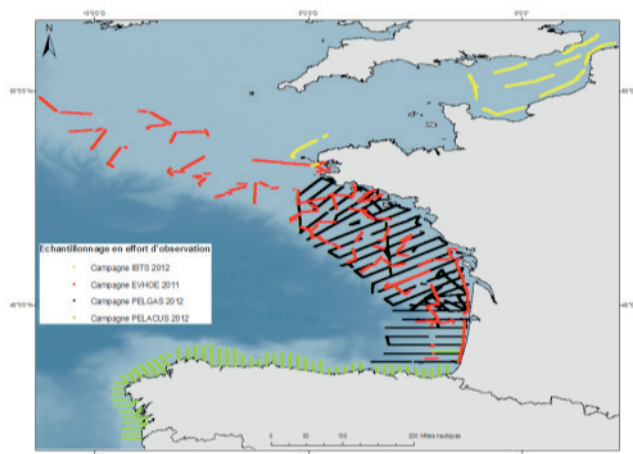 N
Echantillonnage en effort d'observation
Campagne IBTS 2012
Campagne EVHOE 2011
Campagne PELGAS 2012
Campagne PELACUS 2012
0 50 100 200 Miles nautiques